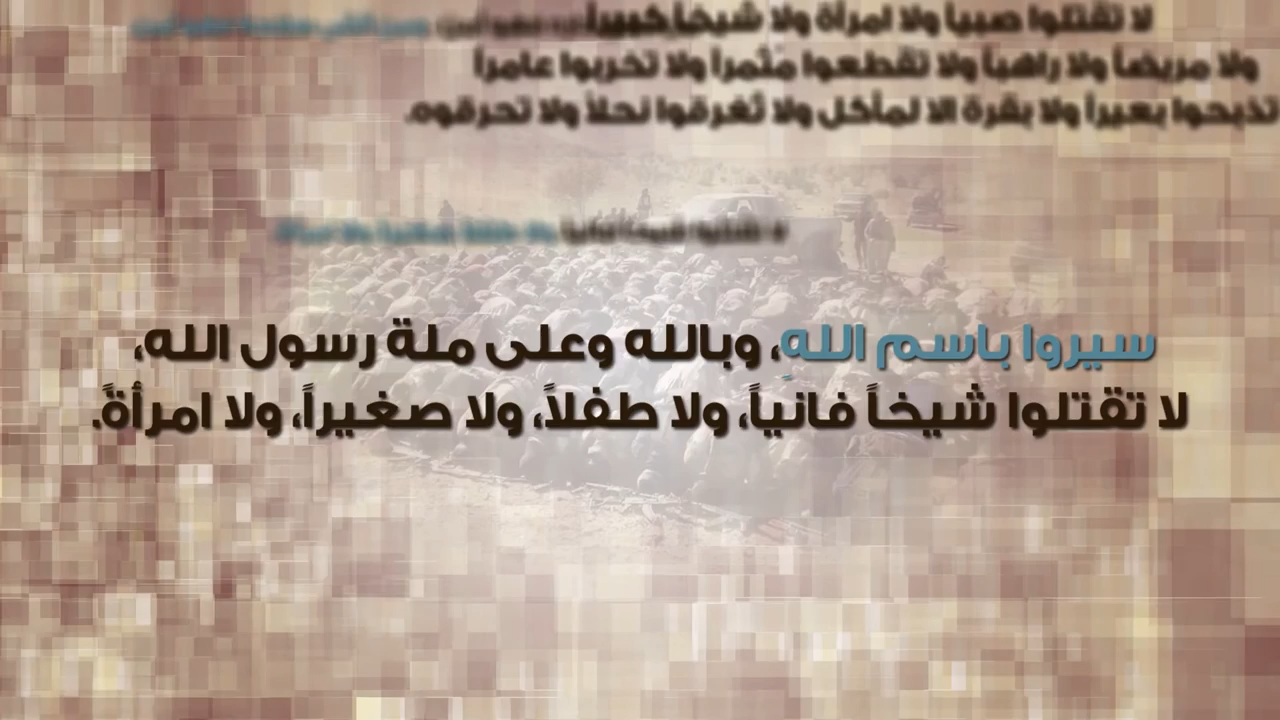 لا تقتلوا صبياً ولا امرأة ولا شيخاً كبيراً
ولا مريضاً ولا راهباً ولا تقطعوا مثمراً ولا تخربوا عامراً
تذبحوا بعيراً ولا بقرة الا لمأكل ولا تغرقوا نحلاً ولا تحرقوه.
سيروا باسم اللهِ، وبالله وعلى ملة رسول الله،
لا تقتلوا شيخاً فانياً، ولا طفلاً، ولا صغيراً، ولا امرأةً.